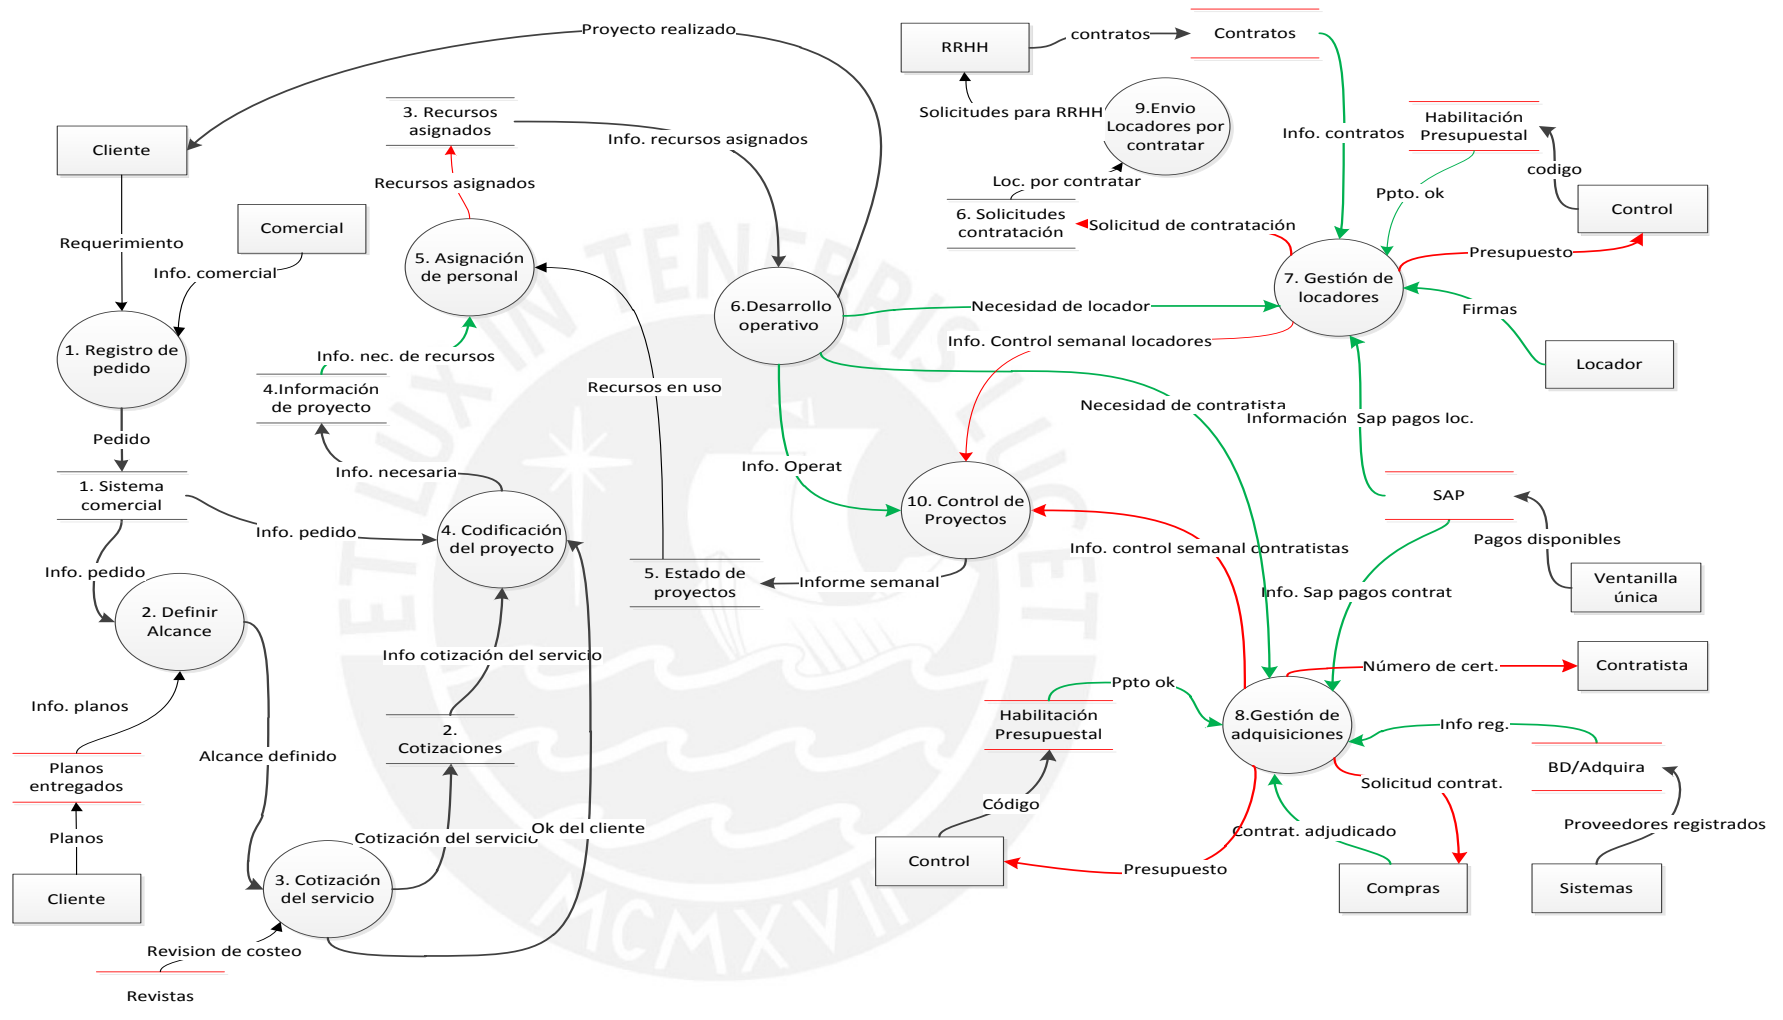 Proyecto realizado
RRHH
contratos
Contratos
3. Recursos
asignados
Info. recursos asignados
Solicitudes para RRHH
9.Envio
Locadores por
contratar
Info. contratos
Habilitación
Presupuestal
Cliente
codigo
Recursos asignados
Loc. por contratar
Ppto. ok
Control
Comercial
6. Solicitudes
contratación
Solicitud de contratación
Requerimiento
Info. comercial
5. Asignación
de personal
Presupuesto
7. Gestión de
locadores
Necesidad de locador
Firmas
6.Desarrollo
operativo
1. Registro de
pedido
Info. nec. de recursos
Info. Control semanal locadores
Locador
4.Información
de proyecto
Recursos en uso
Necesidad de contratista
Información Sap pagos loc.
Pedido
Info. necesaria
Info. Operat
1. Sistema
comercial
SAP
10. Control de
Proyectos
Info. pedido
4. Codificación
del proyecto
Pagos disponibles
Info. control semanal contratistas
Info. pedido
5. Estado de
proyectos
Informe semanal
Ventanilla
única
Info. Sap pagos contrat
2. Definir
Alcance
Info cotización del servicio
Número de cert.
Contratista
Ppto ok
Info. planos
Habilitación
Presupuestal
8.Gestión de
adquisiciones
Info reg.
2.
Cotizaciones
Alcance definido
Planos
entregados
BD/Adquira
Solicitud contrat.
Código
Planos
Cotización del servicio
Ok del cliente
Contrat. adjudicado
Proveedores registrados
Control
Presupuesto
3. Cotización
del servicio
Compras
Sistemas
Cliente
Revision de costeo
Revistas
ET LUX IN TENEBRIS LUCET
MCMXVII